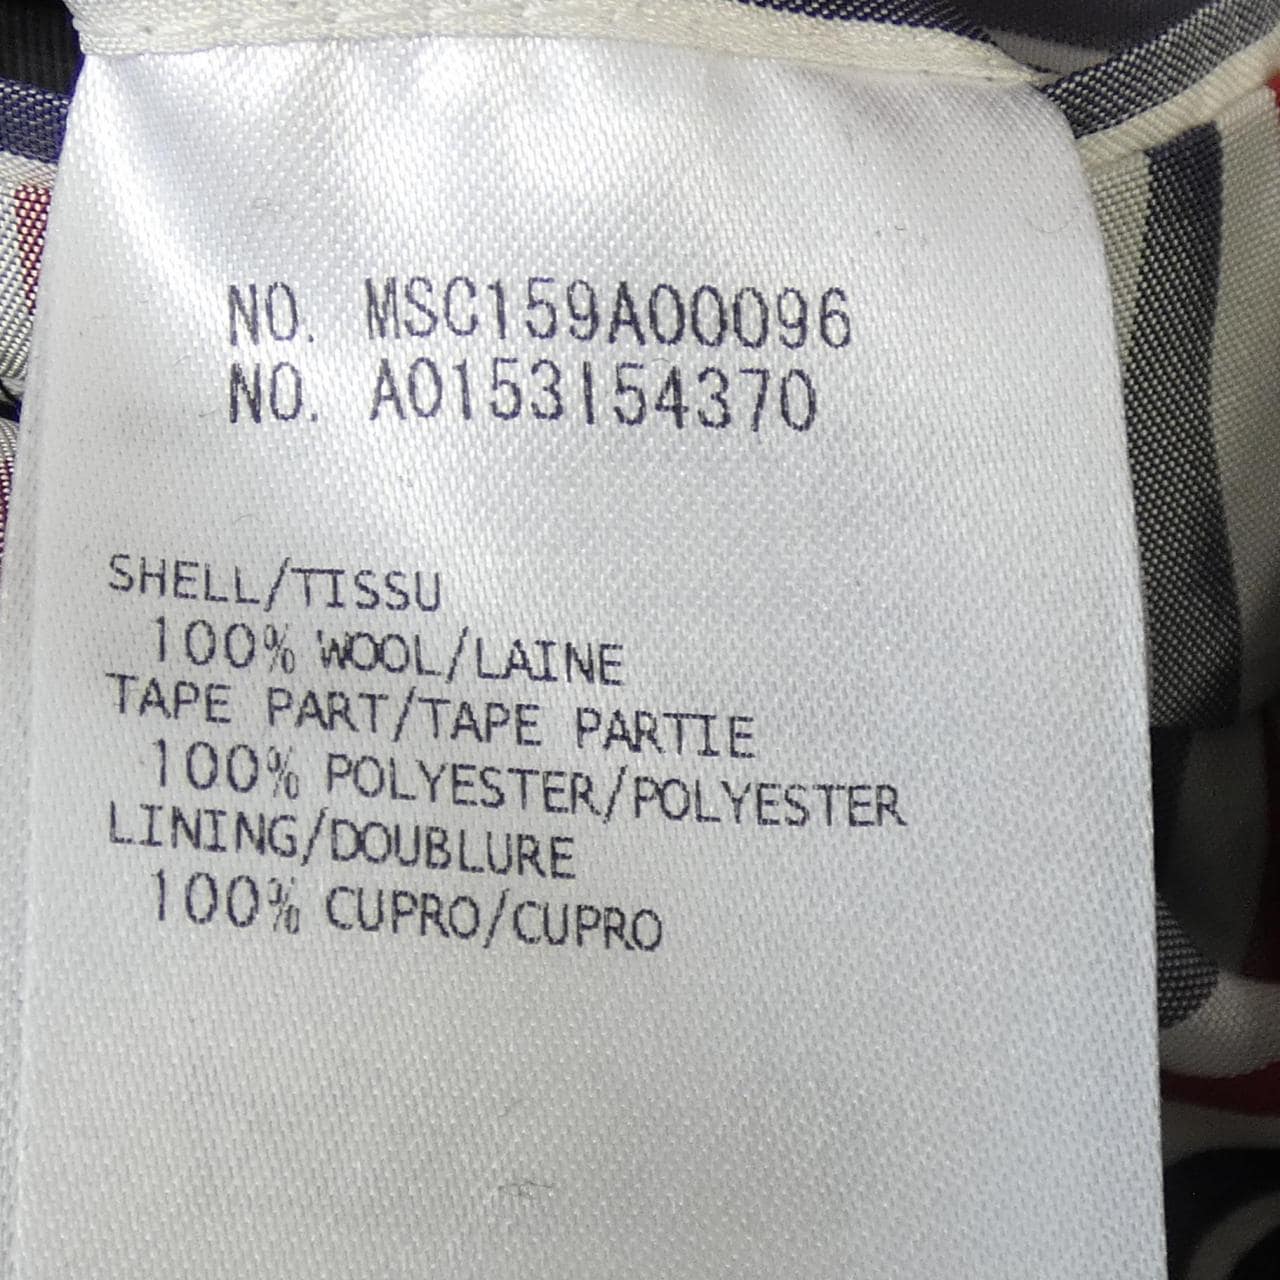 NO. MSC159A00096
NO. A0153154370
SHELL/TISSU
100% WOOL/LAINE
TAPE PART/TAPE PARTIE
100% POLYESTER/POLYESTER
LINING/DOUBLURE
100% CUPRO/CUPRO